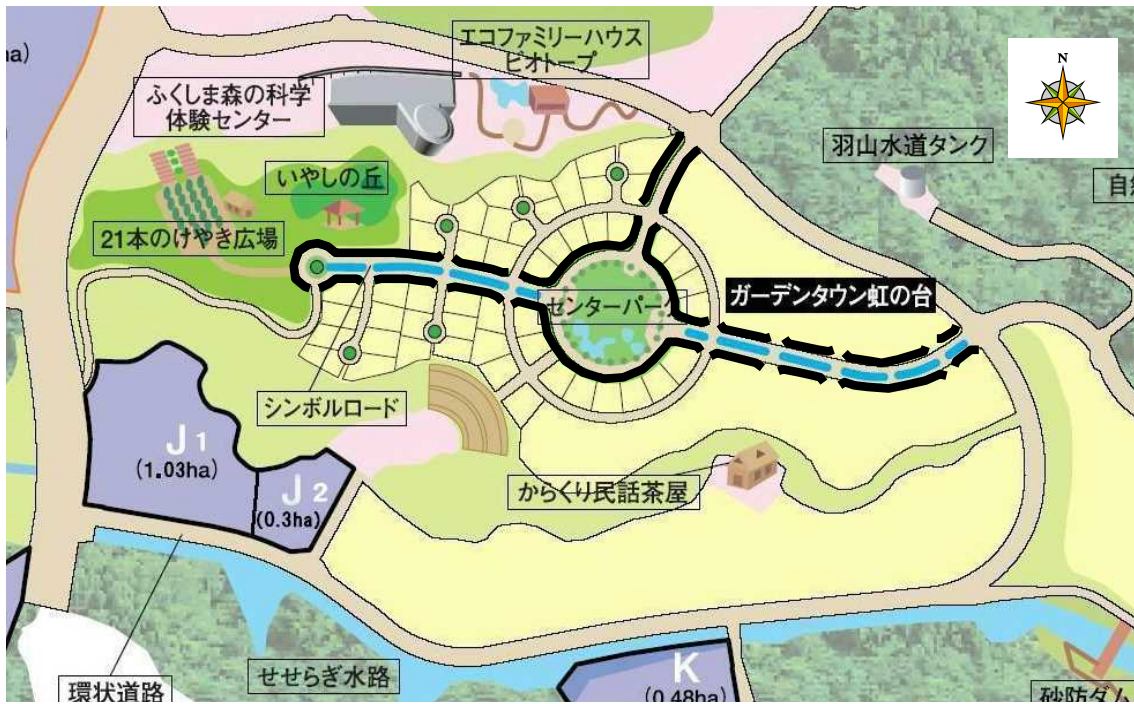 ha)
エコファミリーハウス
ビオトープ
N
ふくしま森の科学
体験センター
羽山水道タンク
いやしの丘
自然
21本のけやき広場
センターパーク
ガーデンタウン虹の台
シンボルロード
J1
(1.03ha)
J2
(0.3ha)
からくり民話茶屋
せせらぎ水路
環状道路
K
(0.48ha)
砂防ダム